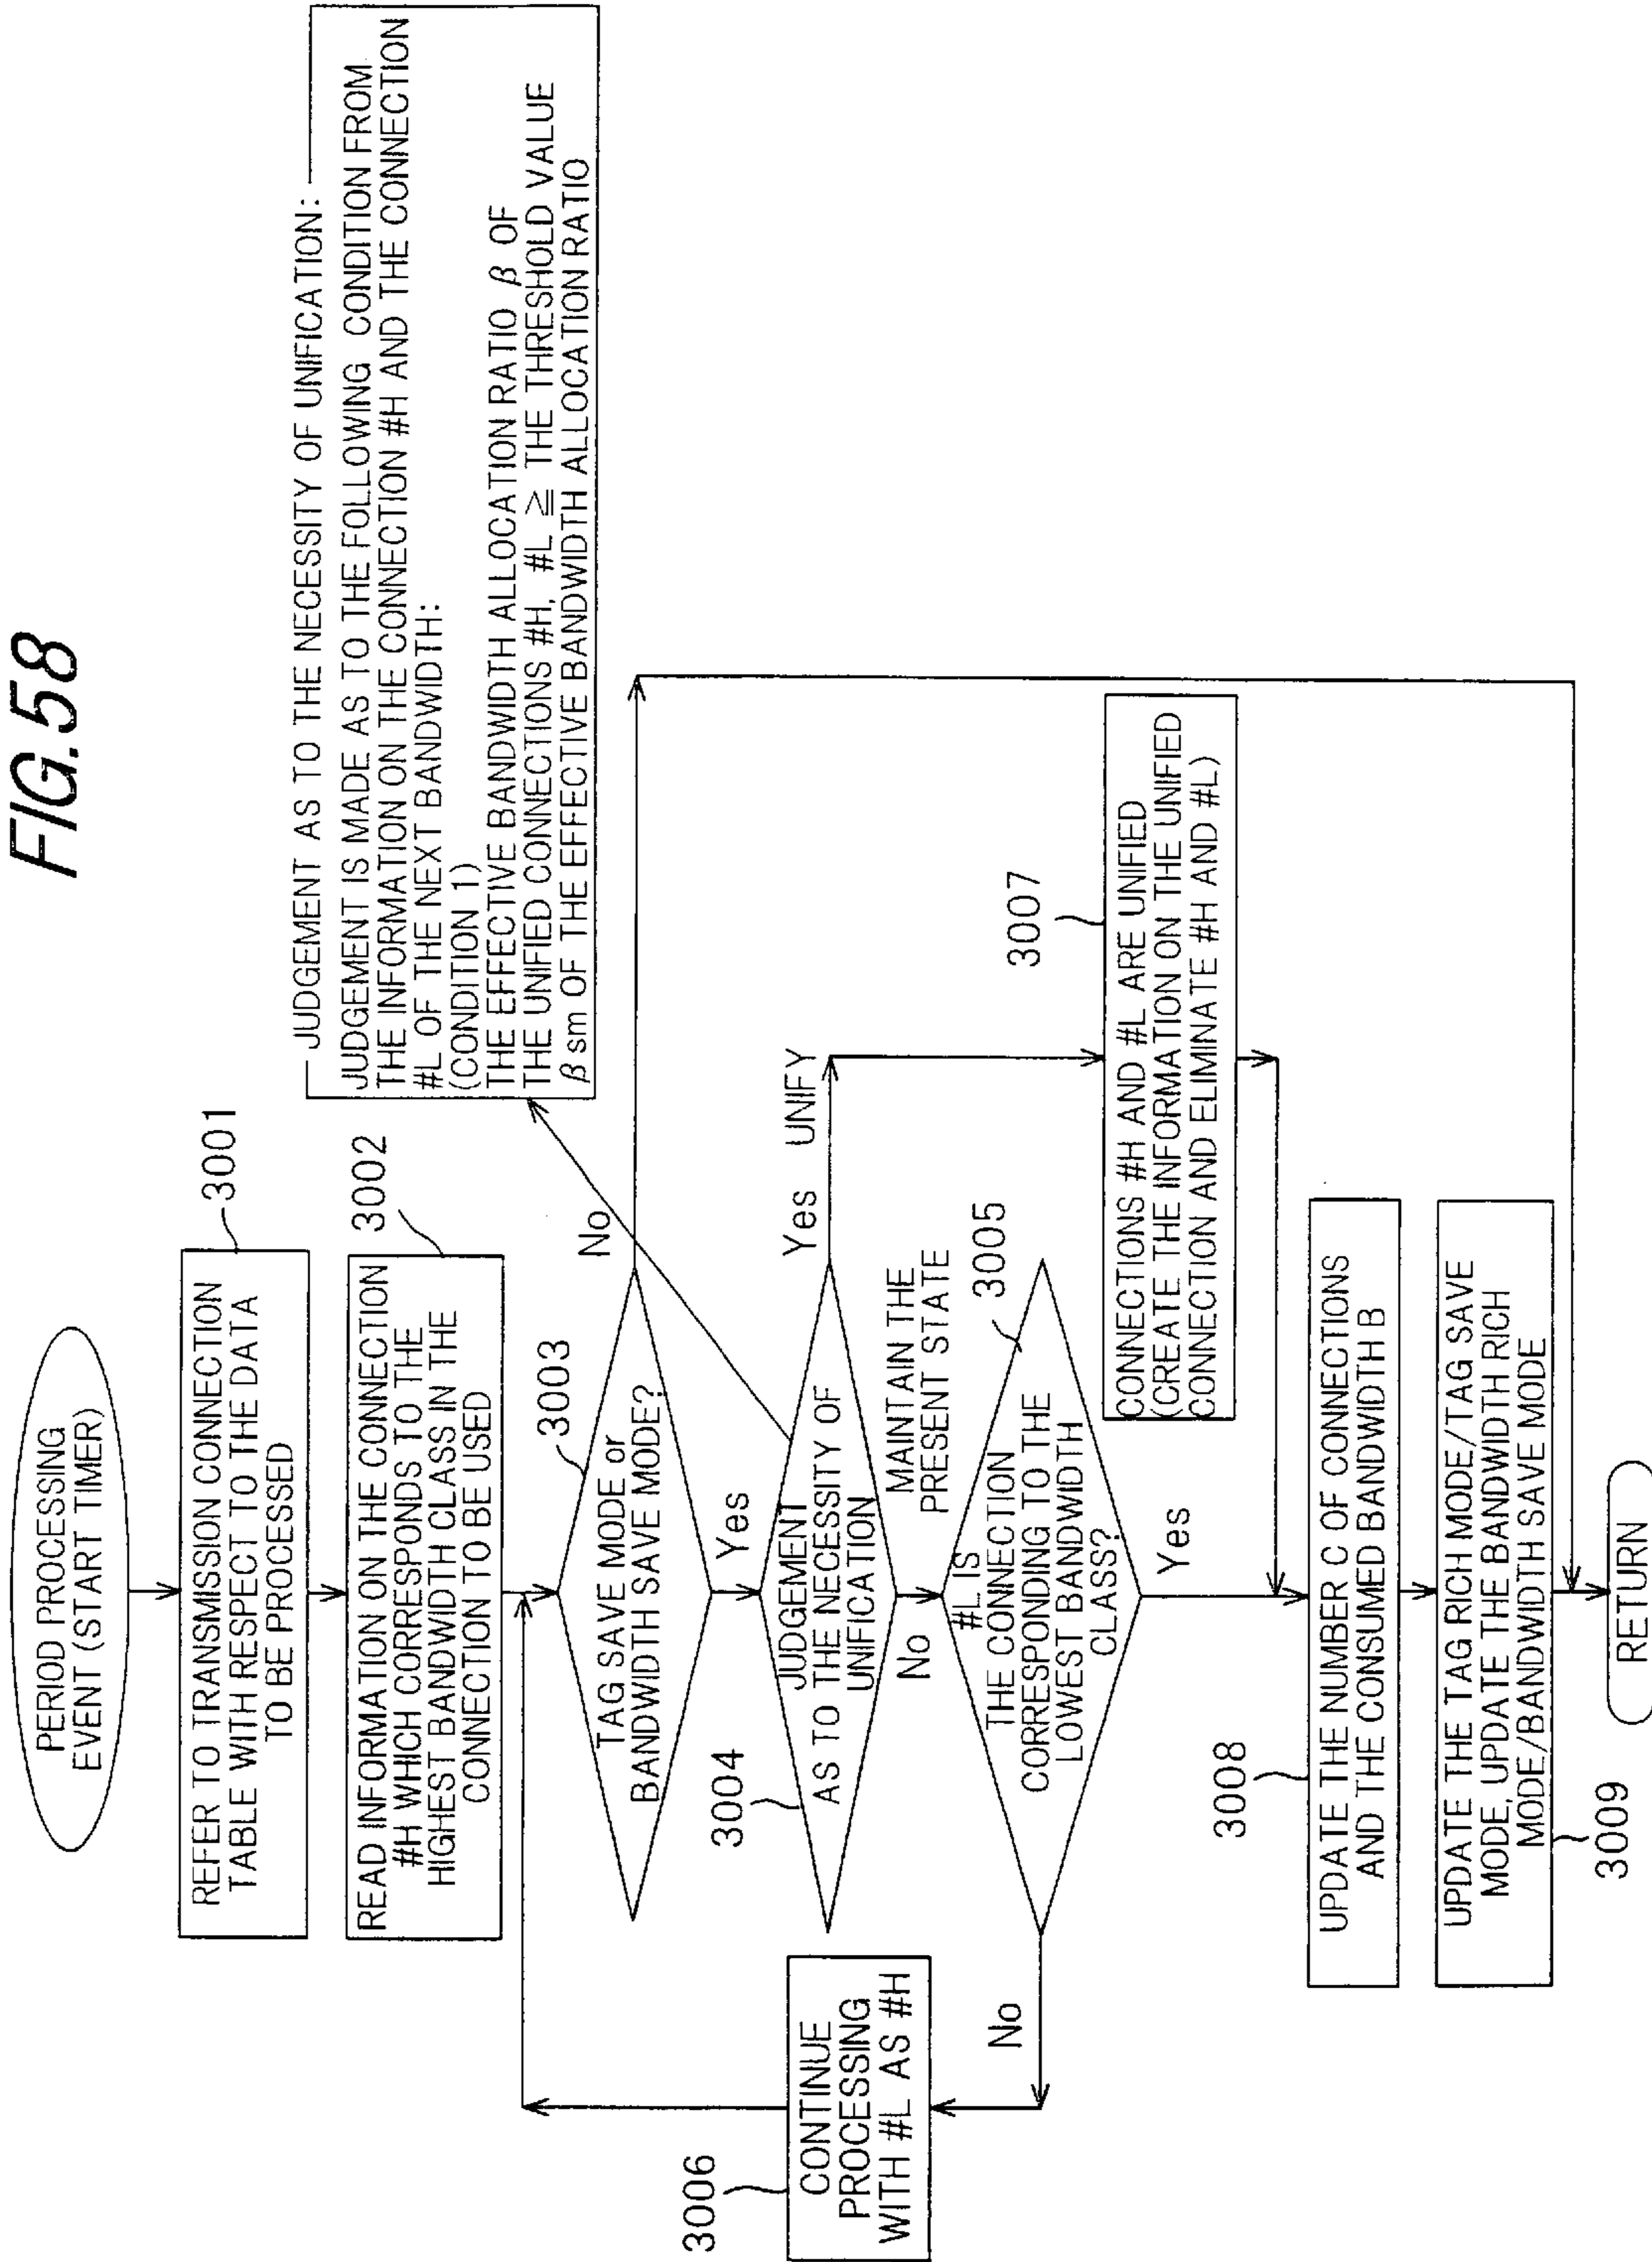 FIG.58
PERIOD PROCESSING
EVENT (START TIMER)
3001
REFER TO TRANSMISSION CONNECTION
TABLE WITH RESPECT TO THE DATA
TO BE PROCESSED
3002
READ INFORMATION ON THE CONNECTION
#H WHICH CORRESPONDS TO THE
HIGHEST BANDWIDTH CLASS IN THE
CONNECTION TO BE USED
3003
TAG SAVE MODE or
BANDWIDTH SAVE MODE?
No
Yes
JUDGEMENT AS TO THE NECESSITY OF UNIFICATION:
JUDGEMENT IS MADE AS TO THE FOLLOWING CONDITION FROM
THE INFORMATION ON THE CONNECTION #H AND THE CONNECTION
#L OF THE NEXT BANDWIDTH:
(CONDITION 1)
THE EFFECTIVE BANDWIDTH ALLOCATION RATIO β OF
THE UNIFIED CONNECTIONS #H, #L ≧ THE THRESHOLD VALUE
β sm OF THE EFFECTIVE BANDWIDTH ALLOCATION RATIO
3004
JUDGEMENT
AS TO THE NECESSITY OF
UNIFICATION
Yes UNIFY
No
MAINTAIN THE
PRESENT STATE
3005
#L IS
THE CONNECTION
CORRESPONDING TO THE
LOWEST BANDWIDTH
CLASS?
No
Yes
3006
CONTINUE
PROCESSING
WITH #L AS #H
3007
CONNECTIONS #H AND #L ARE UNIFIED
(CREATE THE INFORMATION ON THE UNIFIED
CONNECTION AND ELIMINATE #H AND #L)
3008
UPDATE THE NUMBER C OF CONNECTIONS
AND THE CONSUMED BANDWIDTH B
UPDATE THE TAG RICH MODE/TAG SAVE
MODE, UPDATE THE BANDWIDTH RICH
MODE/BANDWIDTH SAVE MODE
3009
RETURN